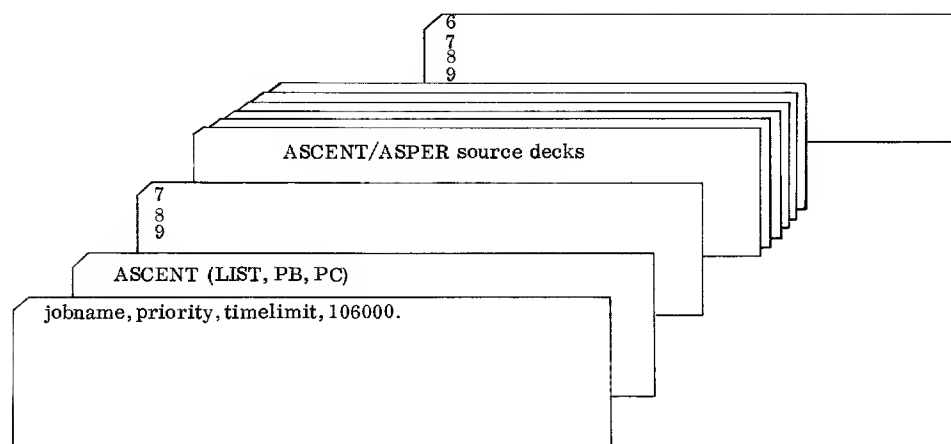 6
7
8
9
ASCENT/ASPER source decks
7
8
9
ASCENT (LIST, PB, PC)
jobname, priority, timelimit, 106000.